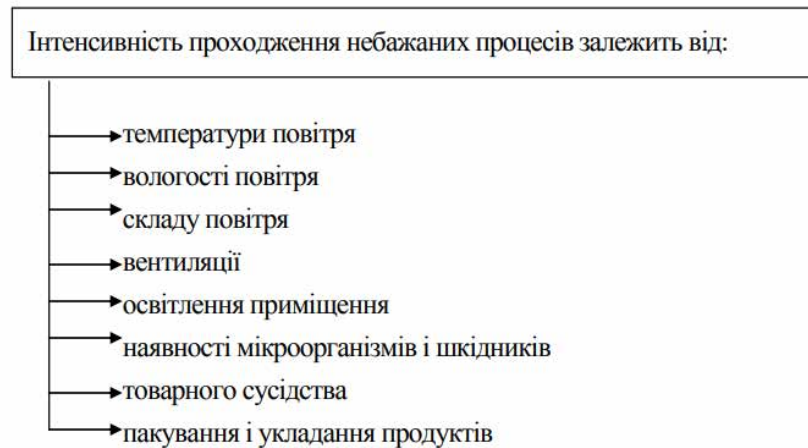 Інтенсивність проходження небажаних процесів залежить від:
температури повітря
вологості повітря
складу повітря
вентиляції
освітлення приміщення
наявності мікроорганізмів і шкідників
товарного сусідства
пакування і укладання продуктів